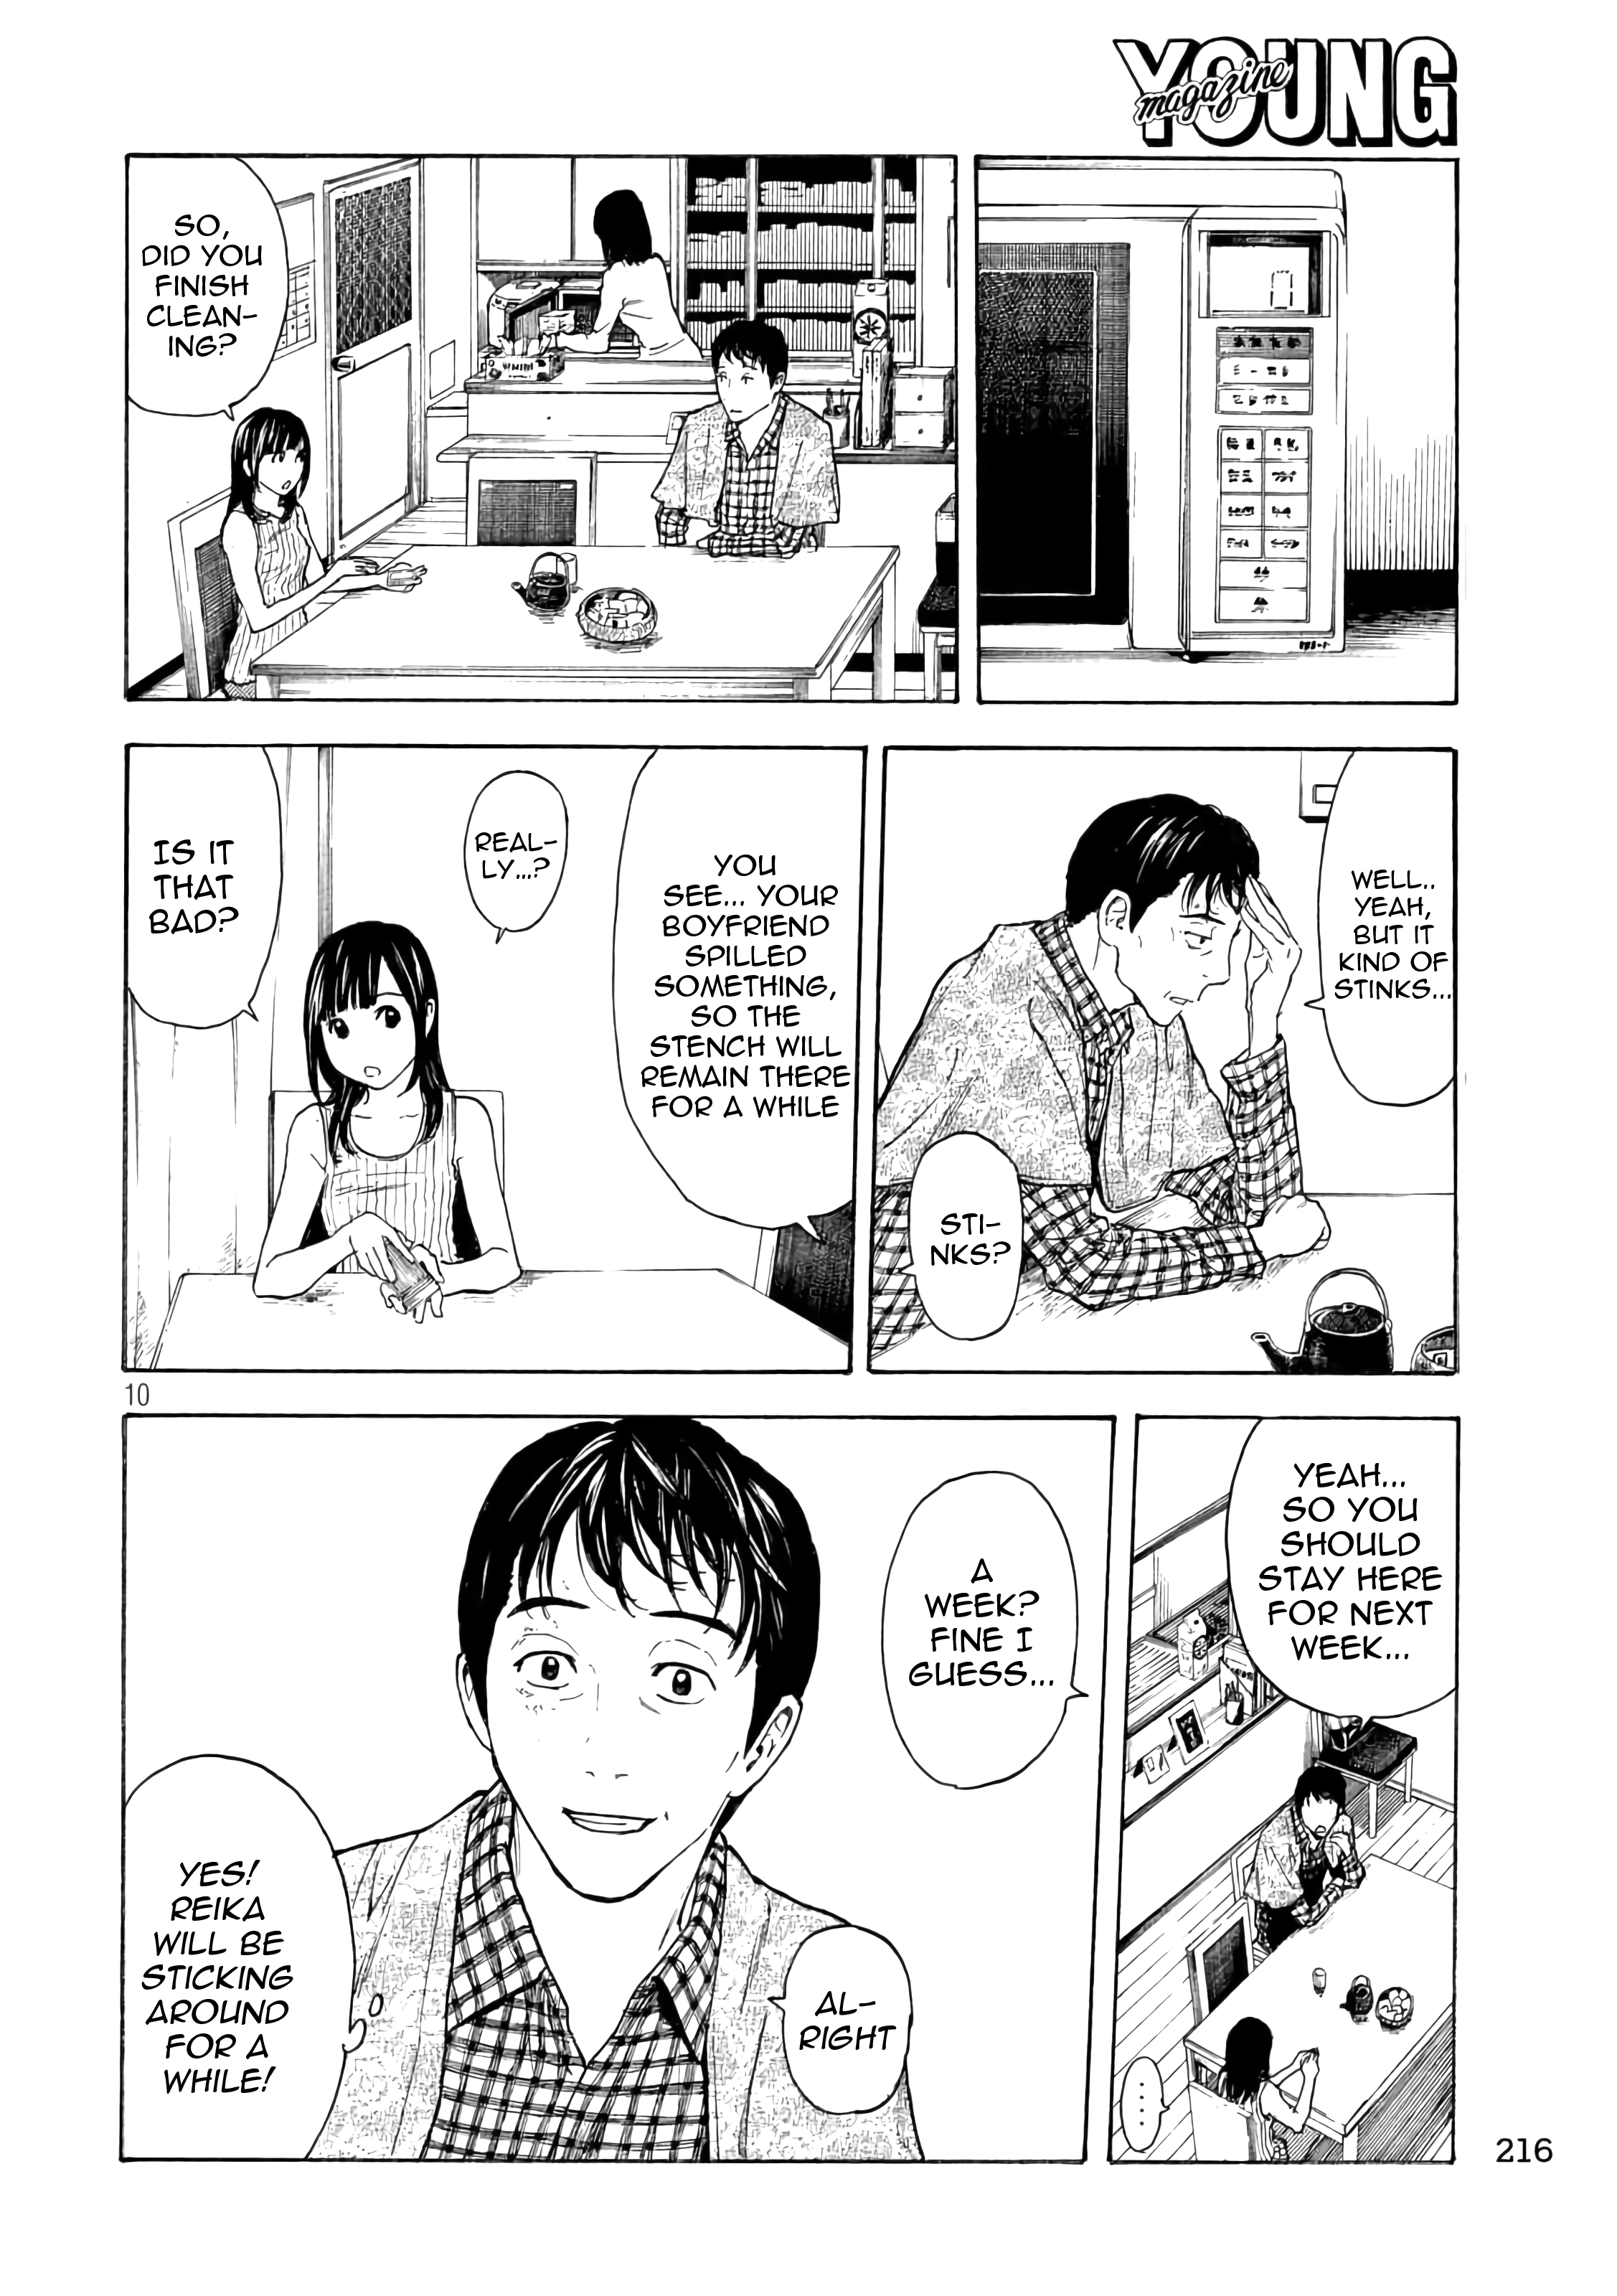 YOUNG
magazine
SO,
DID YOU
FINISH
CLEAN-
ING?
WELL..
YEAH,
BUT IT
KIND OF
STINKS...
STI-
NKS?
YOU
SEE... YOUR
BOYFRIEND
SPILLED
SOMETHING,
SO THE
STENCH WILL
REMAIN THERE
FOR A WHILE
REAL-
LY...?
IS IT
THAT
BAD?
10
YEAH...
SO YOU
SHOULD
STAY HERE
FOR NEXT
WEEK...
....
A
WEEK?
FINE I
GUESS...
AL-
RIGHT
YES!
REIKA
WILL BE
STICKING
AROUND
FOR A
WHILE!
216